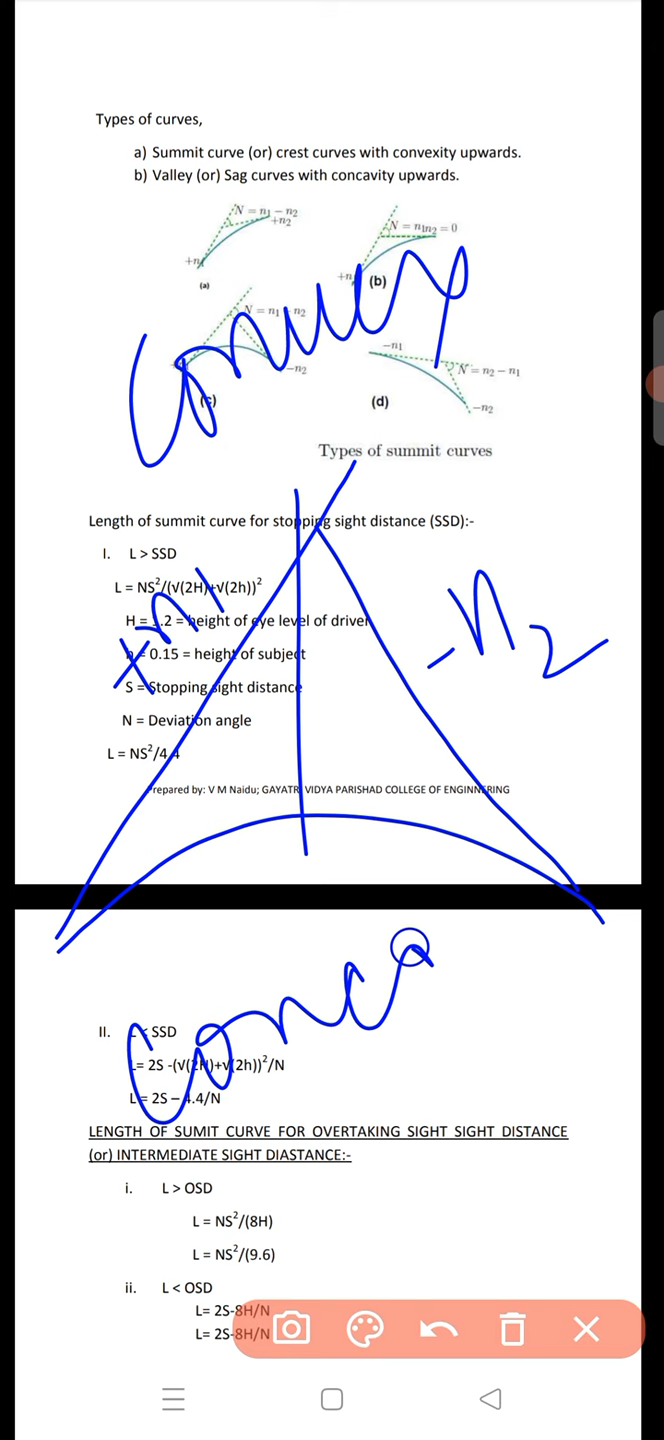 Types of curves,
a) Summit curve (or) crest curves with convexity upwards.
b) Valley (or) Sag curves with concavity upwards.
N = n₁ − n₂
+n₂
(a)
N = n₁n₂ = 0
+n
(b)
Convex
N = n₁ n₂
−n₂
(c)
−n₁
N = n₂ − n₁
−n₂
(d)
Types of summit curves
Length of summit curve for stopping sight distance (SSD):-
I. L > SSD
L = NS²/(√(2H)+√(2h))²
H = 1.2 = height of eye level of driver
+n1
-n2
h = 0.15 = height of subject
S = Stopping sight distance
N = Deviation angle
L = NS²/4.4
Prepared by: V M Naidu; GAYATRI VIDYA PARISHAD COLLEGE OF ENGINNERING
Conca
II. L < SSD
L= 2S -(√(2H)+√(2h))²/N
L= 2S – 4.4/N
LENGTH OF SUMIT CURVE FOR OVERTAKING SIGHT SIGHT DISTANCE
(or) INTERMEDIATE SIGHT DIASTANCE:-
i. L > OSD
L = NS²/(8H)
L = NS²/(9.6)
ii. L < OSD
L= 2S-8H/N
L= 2S-8H/N